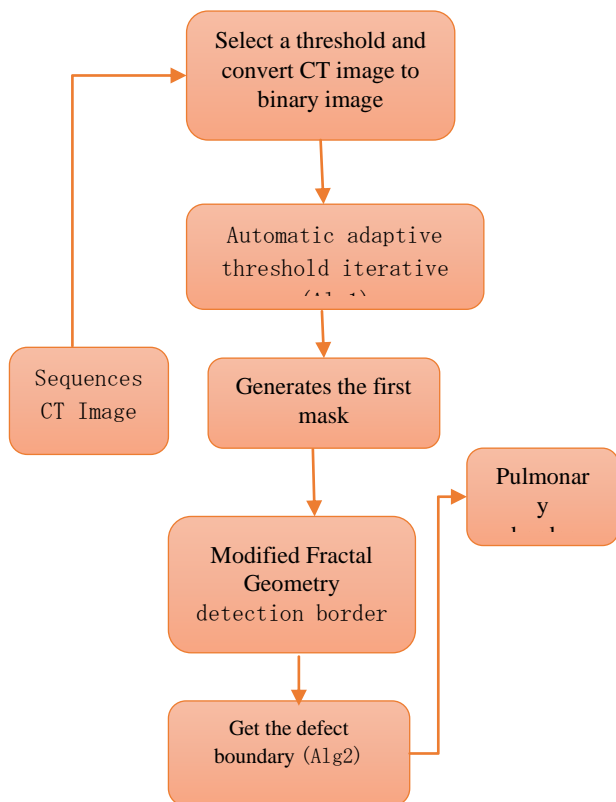 Select a threshold and
convert CT image to
binary image
Automatic adaptive
threshold iterative
Sequences
CT Image
Generates the first
mask
Pulmonar
y
Modified Fractal
Geometry
detection border
Get the defect
boundary (Alg2)